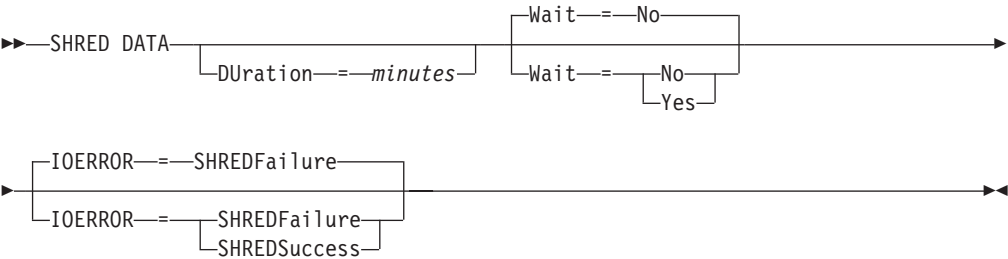 Wait = No
SHRED DATA
DUration = minutes
Wait = No
Yes
IOERROR = SHREDFailure
IOERROR = SHREDFailure
SHREDSuccess